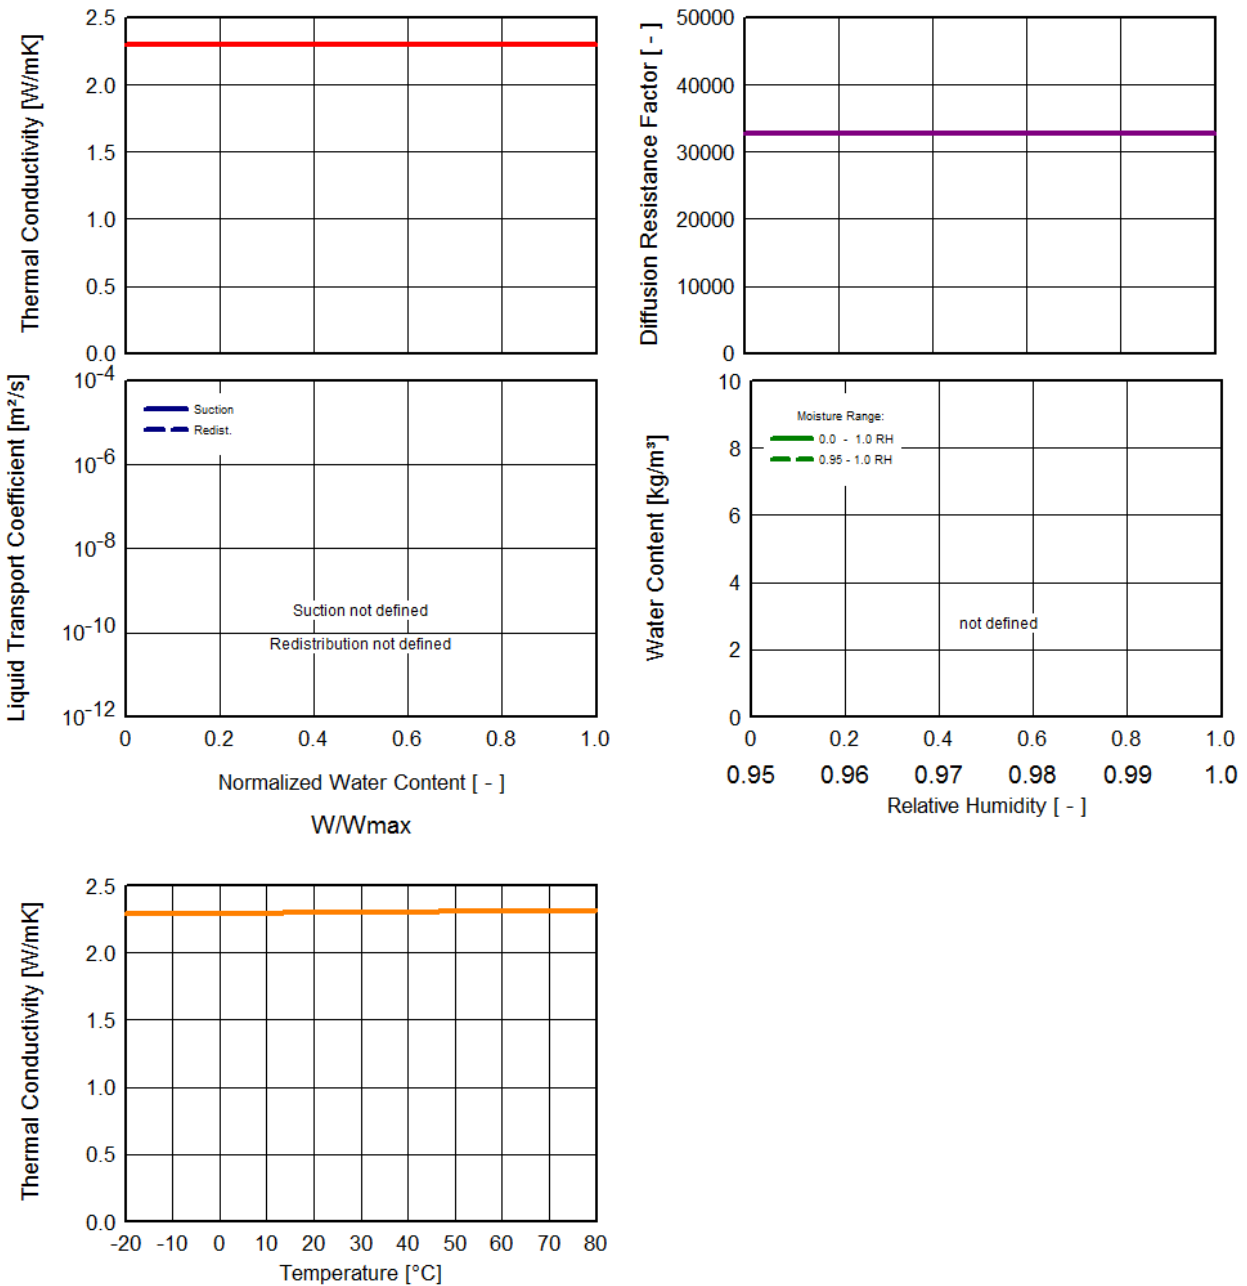 Thermal Conductivity [W/mK]
2.5
2.0
1.5
1.0
0.5
0.0
Diffusion Resistance Factor [ - ]
50000
40000
30000
20000
10000
0
Liquid Transport Coefficient [m²/s]
10⁻⁴
10⁻⁶
10⁻⁸
10⁻¹⁰
10⁻¹²
Suction
Redist.
Suction not defined
Redistribution not defined
0 0.2 0.4 0.6 0.8 1.0
Normalized Water Content [ - ]
W/Wmax
Water Content [kg/m³]
10
8
6
4
2
0
Moisture Range:
0.0 - 1.0 RH
0.95 - 1.0 RH
not defined
0 0.2 0.4 0.6 0.8 1.0
0.95 0.96 0.97 0.98 0.99 1.0
Relative Humidity [ - ]
Thermal Conductivity [W/mK]
2.5
2.0
1.5
1.0
0.5
0.0
-20 -10 0 10 20 30 40 50 60 70 80
Temperature [°C]